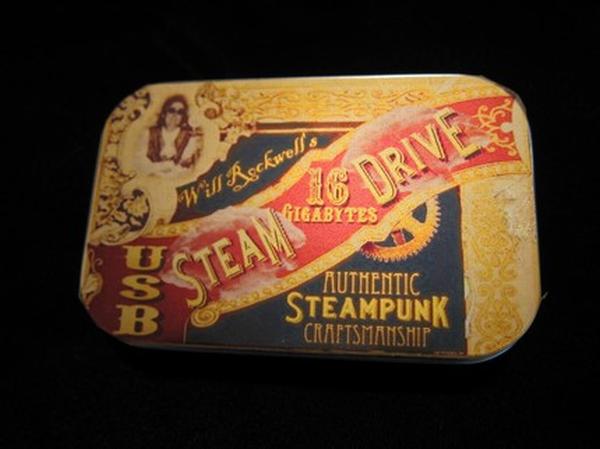 Will Rockwell's
16
GIGABYTES
STEAM DRIVE
USB
AUTHENTIC
STEAMPUNK
CRAFTSMANSHIP